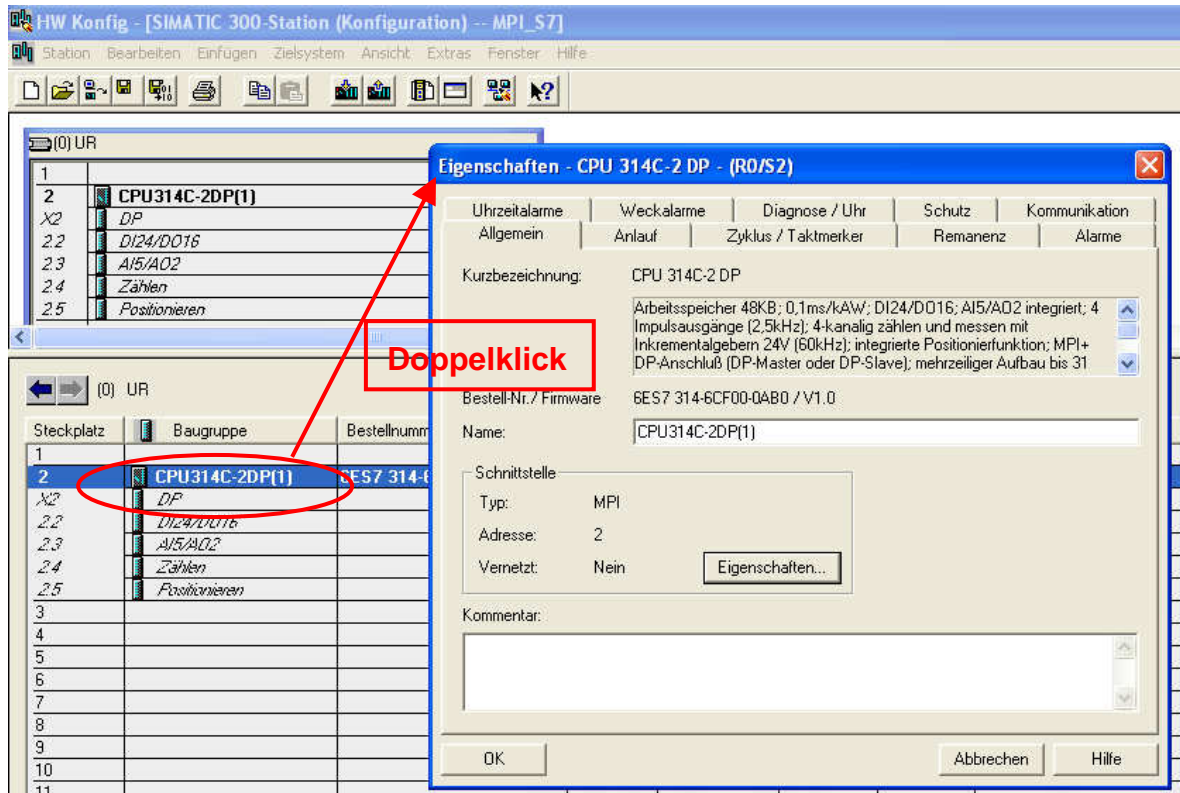 HW Konfig - [SIMATIC 300-Station (Konfiguration) -- MPI_S7]
Station Bearbeiten Einfügen Zielsystem Ansicht Extras Fenster Hilfe
(0) UR
1
2 CPU314C-2DP(1)
X2 DP
2.2 DI24/DO16
2.3 AI5/AO2
2.4 Zählen
2.5 Positionieren
Doppelklick
(0) UR
Steckplatz Baugruppe Bestellnumm
1
2 CPU314C-2DP(1) 6ES7 314-6
X2 DP
2.2 DI24/DO16
2.3 AI5/AO2
2.4 Zählen
2.5 Positionieren
3
4
5
6
7
8
9
10
11
Eigenschaften - CPU 314C-2 DP - (R0/S2)
Uhrzeitalarme Weckalarme Diagnose / Uhr Schutz Kommunikation
Allgemein Anlauf Zyklus / Taktmerker Remanenz Alarme
Kurzbezeichnung: CPU 314C-2 DP
Arbeitsspeicher 48KB; 0,1ms/kAW; DI24/DO16; AI5/AO2 integriert; 4
Impulsausgänge (2,5kHz); 4-kanalig zählen und messen mit
Inkrementalgebern 24V (60kHz); integrierte Positionierfunktion; MPI+
DP-Anschluß (DP-Master oder DP-Slave); mehrzeiliger Aufbau bis 31
Bestell-Nr./ Firmware 6ES7 314-6CF00-0AB0 / V1.0
Name: CPU314C-2DP(1)
Schnittstelle
Typ: MPI
Adresse: 2
Vernetzt: Nein Eigenschaften...
Kommentar:
OK Abbrechen Hilfe